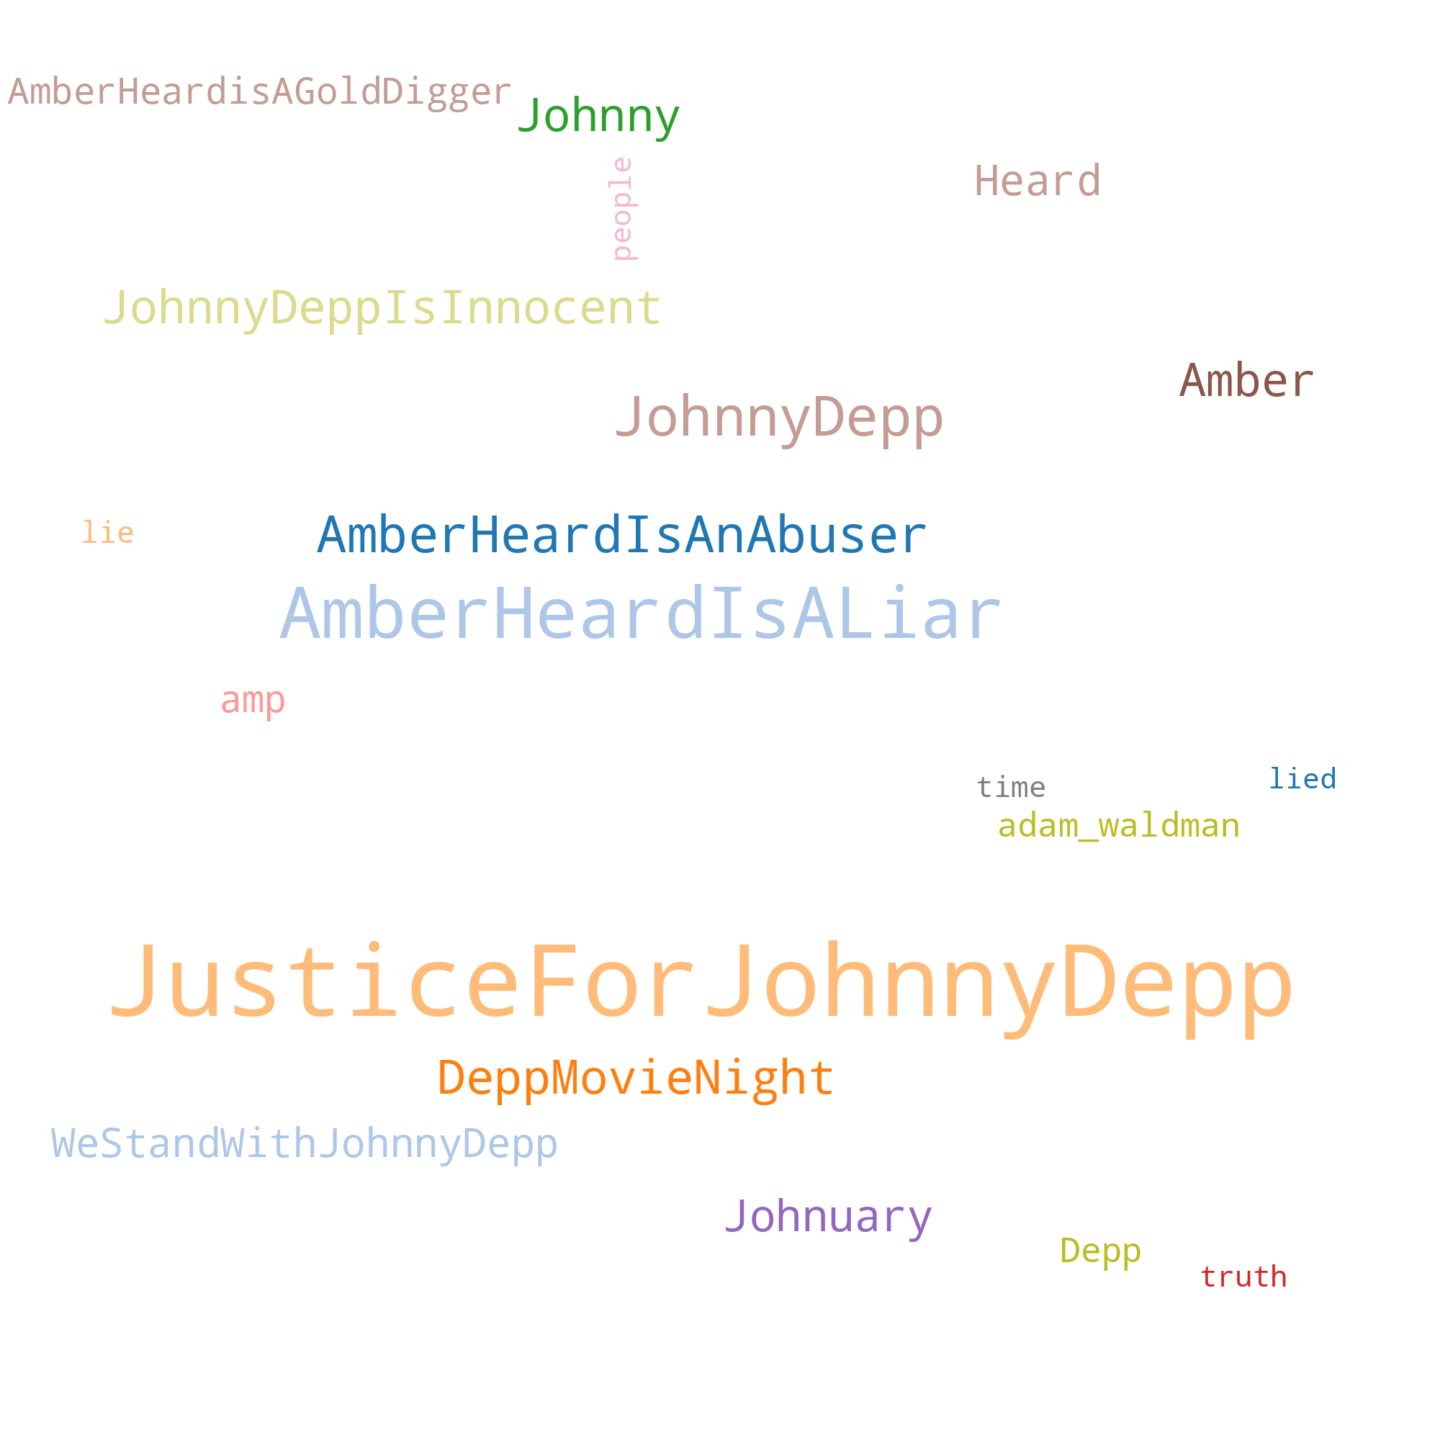 AmberHeardisAGoldDigger
Johnny
people
Heard
JohnnyDeppIsInnocent
Amber
JohnnyDepp
lie
AmberHeardIsAnAbuser
AmberHeardIsALiar
amp
time
lied
adam_waldman
JusticeForJohnnyDepp
DeppMovieNight
WeStandWithJohnnyDepp
Johnuary
Depp
truth